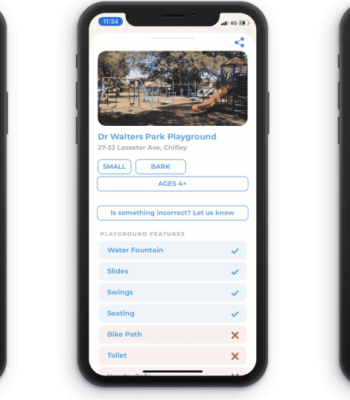 11:34
4G
Dr Walters Park Playground
27-33 Lasseter Ave, Chifley
SMALL
BARK
AGES 4+
Is something incorrect? Let us know
PLAYGROUND FEATURES
Water Fountain
Slides
Swings
Seating
Bike Path
Toilet